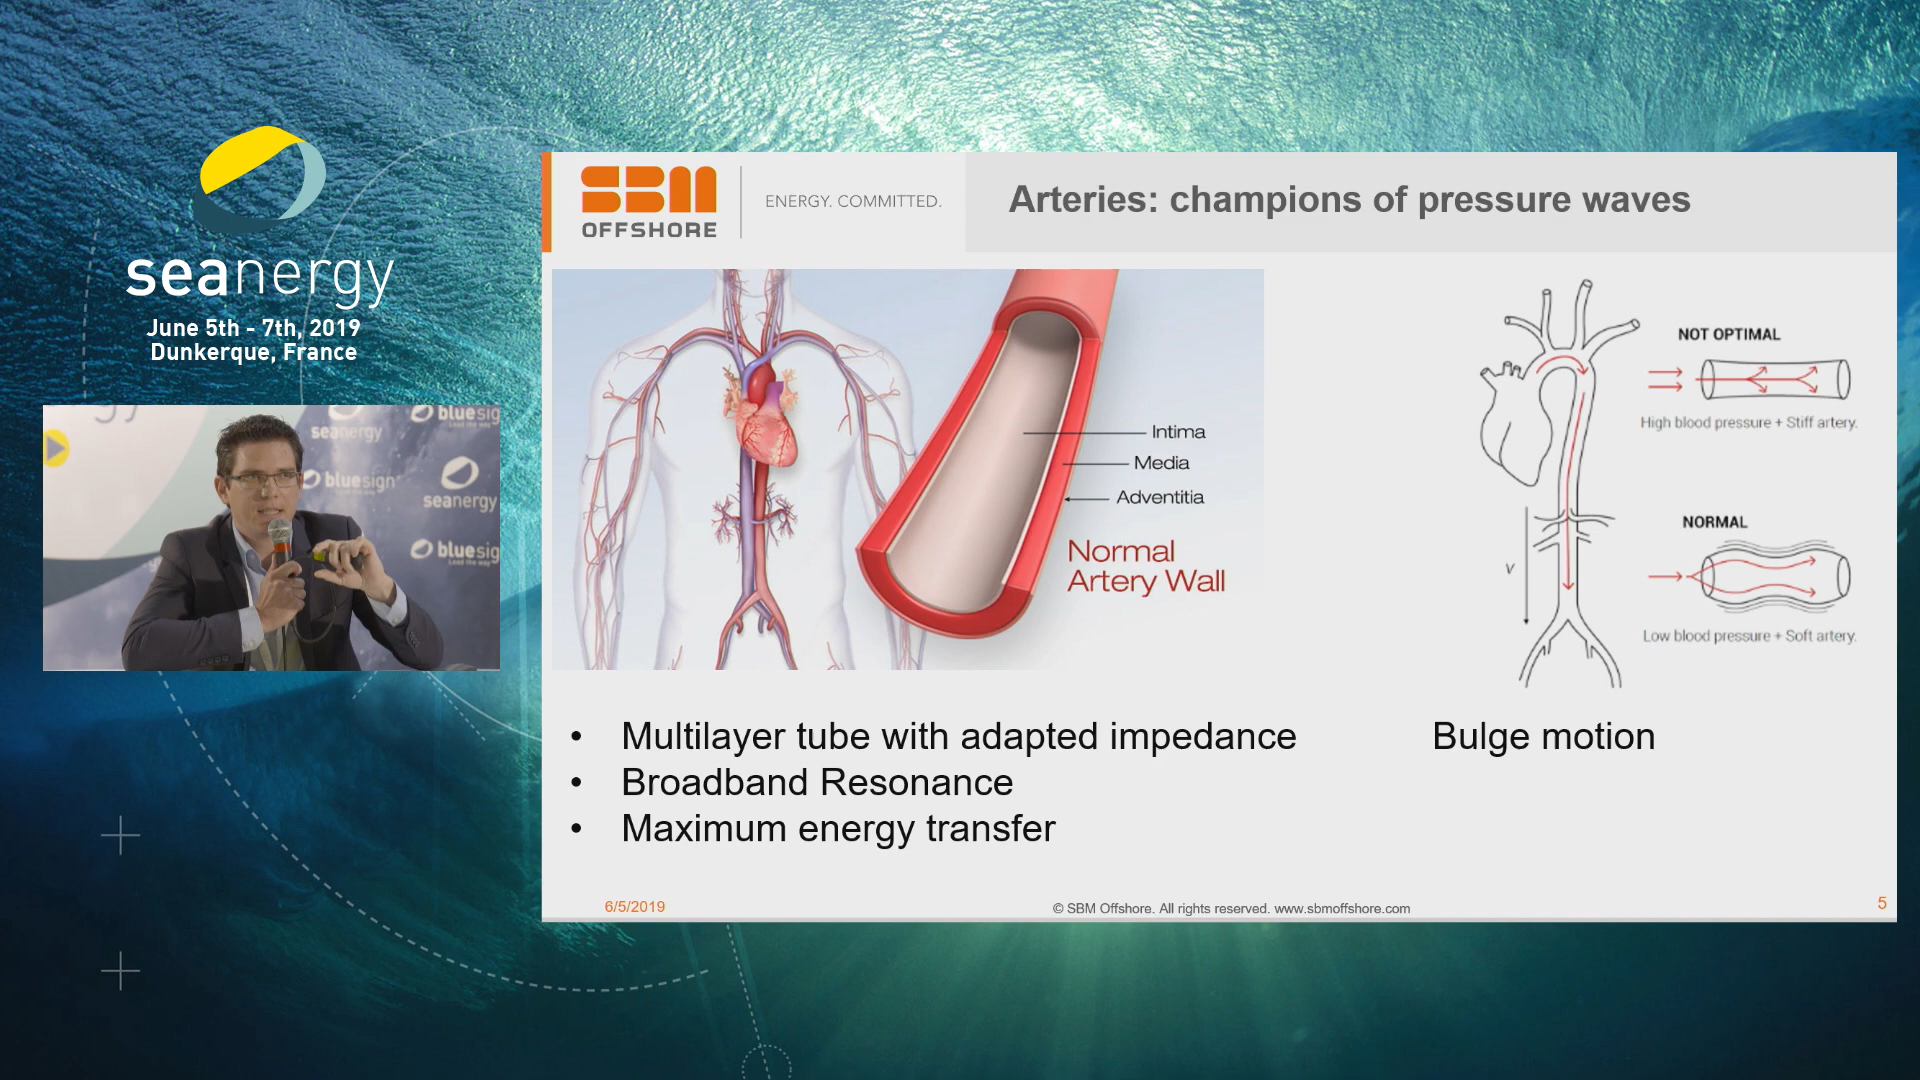 seanergy
June 5th - 7th, 2019
Dunkerque, France
bluesig
seanergy
bluesign
seanergy
bluesig
SBM
OFFSHORE
ENERGY. COMMITTED.
Arteries: champions of pressure waves
Intima
Media
Adventitia
Normal
Artery Wall
NOT OPTIMAL
High blood pressure + Stiff artery.
NORMAL
V
Low blood pressure + Soft artery.
• Multilayer tube with adapted impedance
• Broadband Resonance
• Maximum energy transfer
Bulge motion
6/5/2019
© SBM Offshore. All rights reserved. www.sbmoffshore.com
5